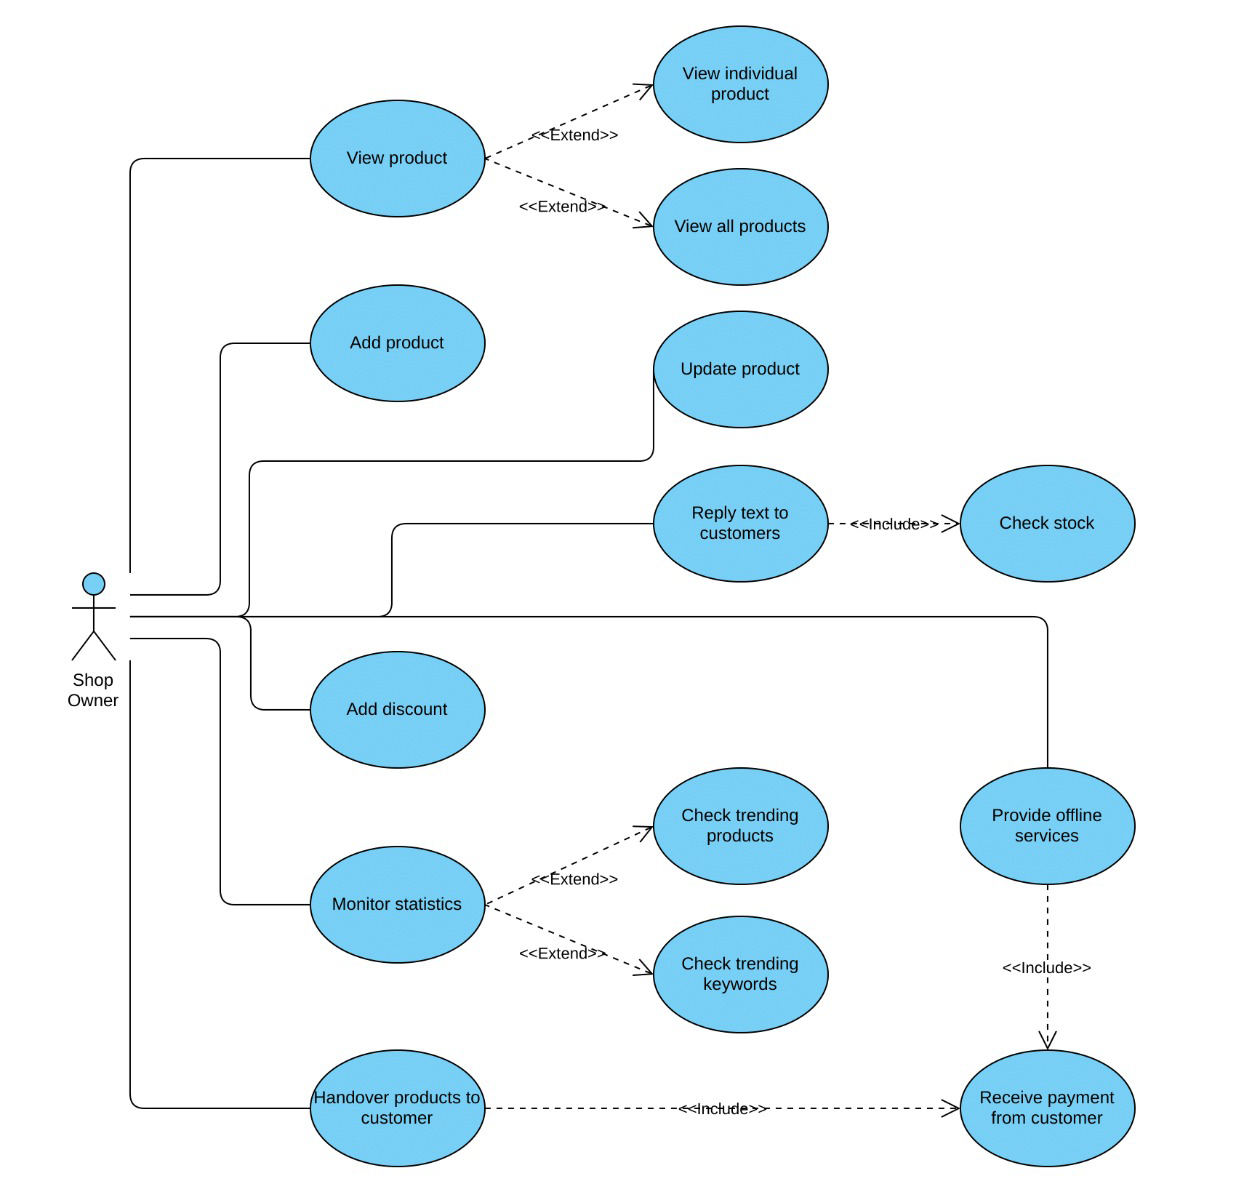 View individual
product
<<Extend>>
View product
<<Extend>>
View all products
Add product
Update product
Reply text to
customers
<<Include>>
Check stock
Shop
Owner
Add discount
Check trending
products
Provide offline
services
<<Extend>>
Monitor statistics
<<Extend>>
Check trending
keywords
<<Include>>
Handover products to
customer
<<Include>>
Receive payment
from customer